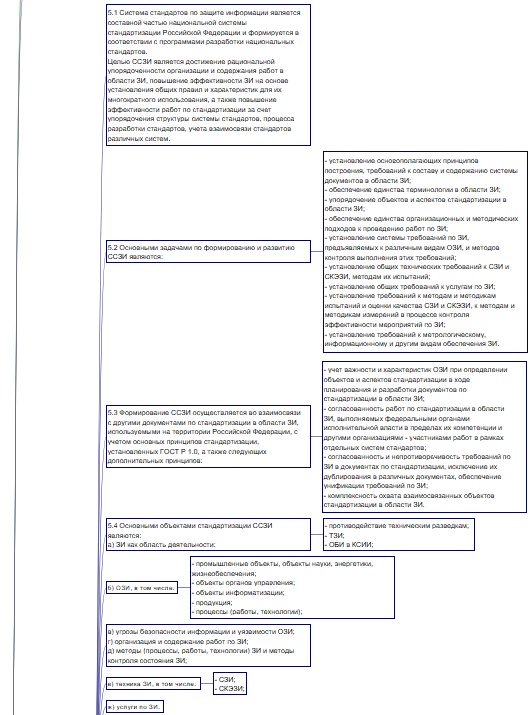 5.1 Система стандартов по защите информации является
составной частью национальной системы
стандартизации Российской Федерации и формируется в
соответствии с программами разработки национальных
стандартов.
Целью ССЗИ является достижение рациональной
упорядоченности организации и содержания работ в
области ЗИ, повышение эффективности ЗИ на основе
установления общих правил и характеристик для их
многократного использования, а также повышение
эффективности работ по стандартизации за счет
упорядочения структуры системы стандартов, процесса
разработки стандартов, учета взаимосвязи стандартов
различных систем.
5.2 Основными задачами по формированию и развитию
ССЗИ являются:
- установление основополагающих принципов
построения, требований к составу и содержанию системы
документов в области ЗИ;
- обеспечение единства терминологии в области ЗИ;
- упорядочение объектов и аспектов стандартизации в
области ЗИ;
- обеспечение единства организационных и методических
подходов к проведению работ по ЗИ;
- установление системы требований по ЗИ,
предъявляемых к различным видам ОЗИ, и методов
контроля выполнения этих требований;
- установление общих технических требований к СЗИ и
СКЭЗИ, методам их испытаний;
- установление общих требований к услугам по ЗИ;
- установление требований к методам и методикам
испытаний и оценки качества СЗИ и СКЭЗИ, к методам и
методикам измерений в процессе контроля
эффективности мероприятий по ЗИ;
- установление требований к метрологическому,
информационному и другим видам обеспечения ЗИ.
5.3 Формирование ССЗИ осуществляется во взаимосвязи
с другими документами по стандартизации в области ЗИ,
используемыми на территории Российской Федерации, с
учетом основных принципов стандартизации,
установленных ГОСТ Р 1.0, а также следующих
дополнительных принципов:
- учет важности и характеристик ОЗИ при определении
объектов и аспектов стандартизации в ходе
планирования и разработки документов по
стандартизации в области ЗИ;
- согласованность работ по стандартизации в области
ЗИ, выполняемых федеральными органами
исполнительной власти в пределах их компетенции и
другими организациями - участниками работ в рамках
отдельных систем стандартов;
- согласованность и непротиворечивость требований по
ЗИ в документах по стандартизации, исключение их
дублирования в различных документах, обеспечение
унификации требований по ЗИ;
- комплексность охвата взаимосвязанных объектов
стандартизации в области ЗИ.
5.4 Основными объектами стандартизации ССЗИ
являются:
а) ЗИ как область деятельности:
- противодействие техническим разведкам;
- ТЗИ;
- ОБИ в КСИИ;
б) ОЗИ, в том числе:
- промышленные объекты, объекты науки, энергетики,
жизнеобеспечения;
- объекты органов управления;
- объекты информатизации;
- продукция;
- процессы (работы, технологии);
в) угрозы безопасности информации и уязвимости ОЗИ;
г) организация и содержание работ по ЗИ;
д) методы (процессы, работы, технологии) ЗИ и методы
контроля состояния ЗИ;
е) техника ЗИ, в том числе:
- СЗИ;
- СКЭЗИ;
ж) услуги по ЗИ.